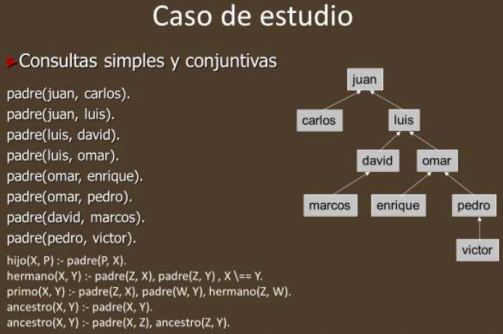 Caso de estudio
Consultas simples y conjuntivas
padre(juan, carlos).
padre(juan, luis).
padre(luis, david).
padre(luis, omar).
padre(omar, enrique).
padre(omar, pedro).
padre(david, marcos).
padre(pedro, victor).
hijo(X, P) :- padre(P, X).
hermano(X, Y) :- padre(Z, X), padre(Z, Y) , X \== Y.
primo(X, Y) :- padre(Z, X), padre(W, Y), hermano(Z, W).
ancestro(X, Y) :- padre(X, Y).
ancestro(X, Y) :- padre(X, Z), ancestro(Z, Y).
juan
carlos luis
david omar
marcos enrique pedro
victor